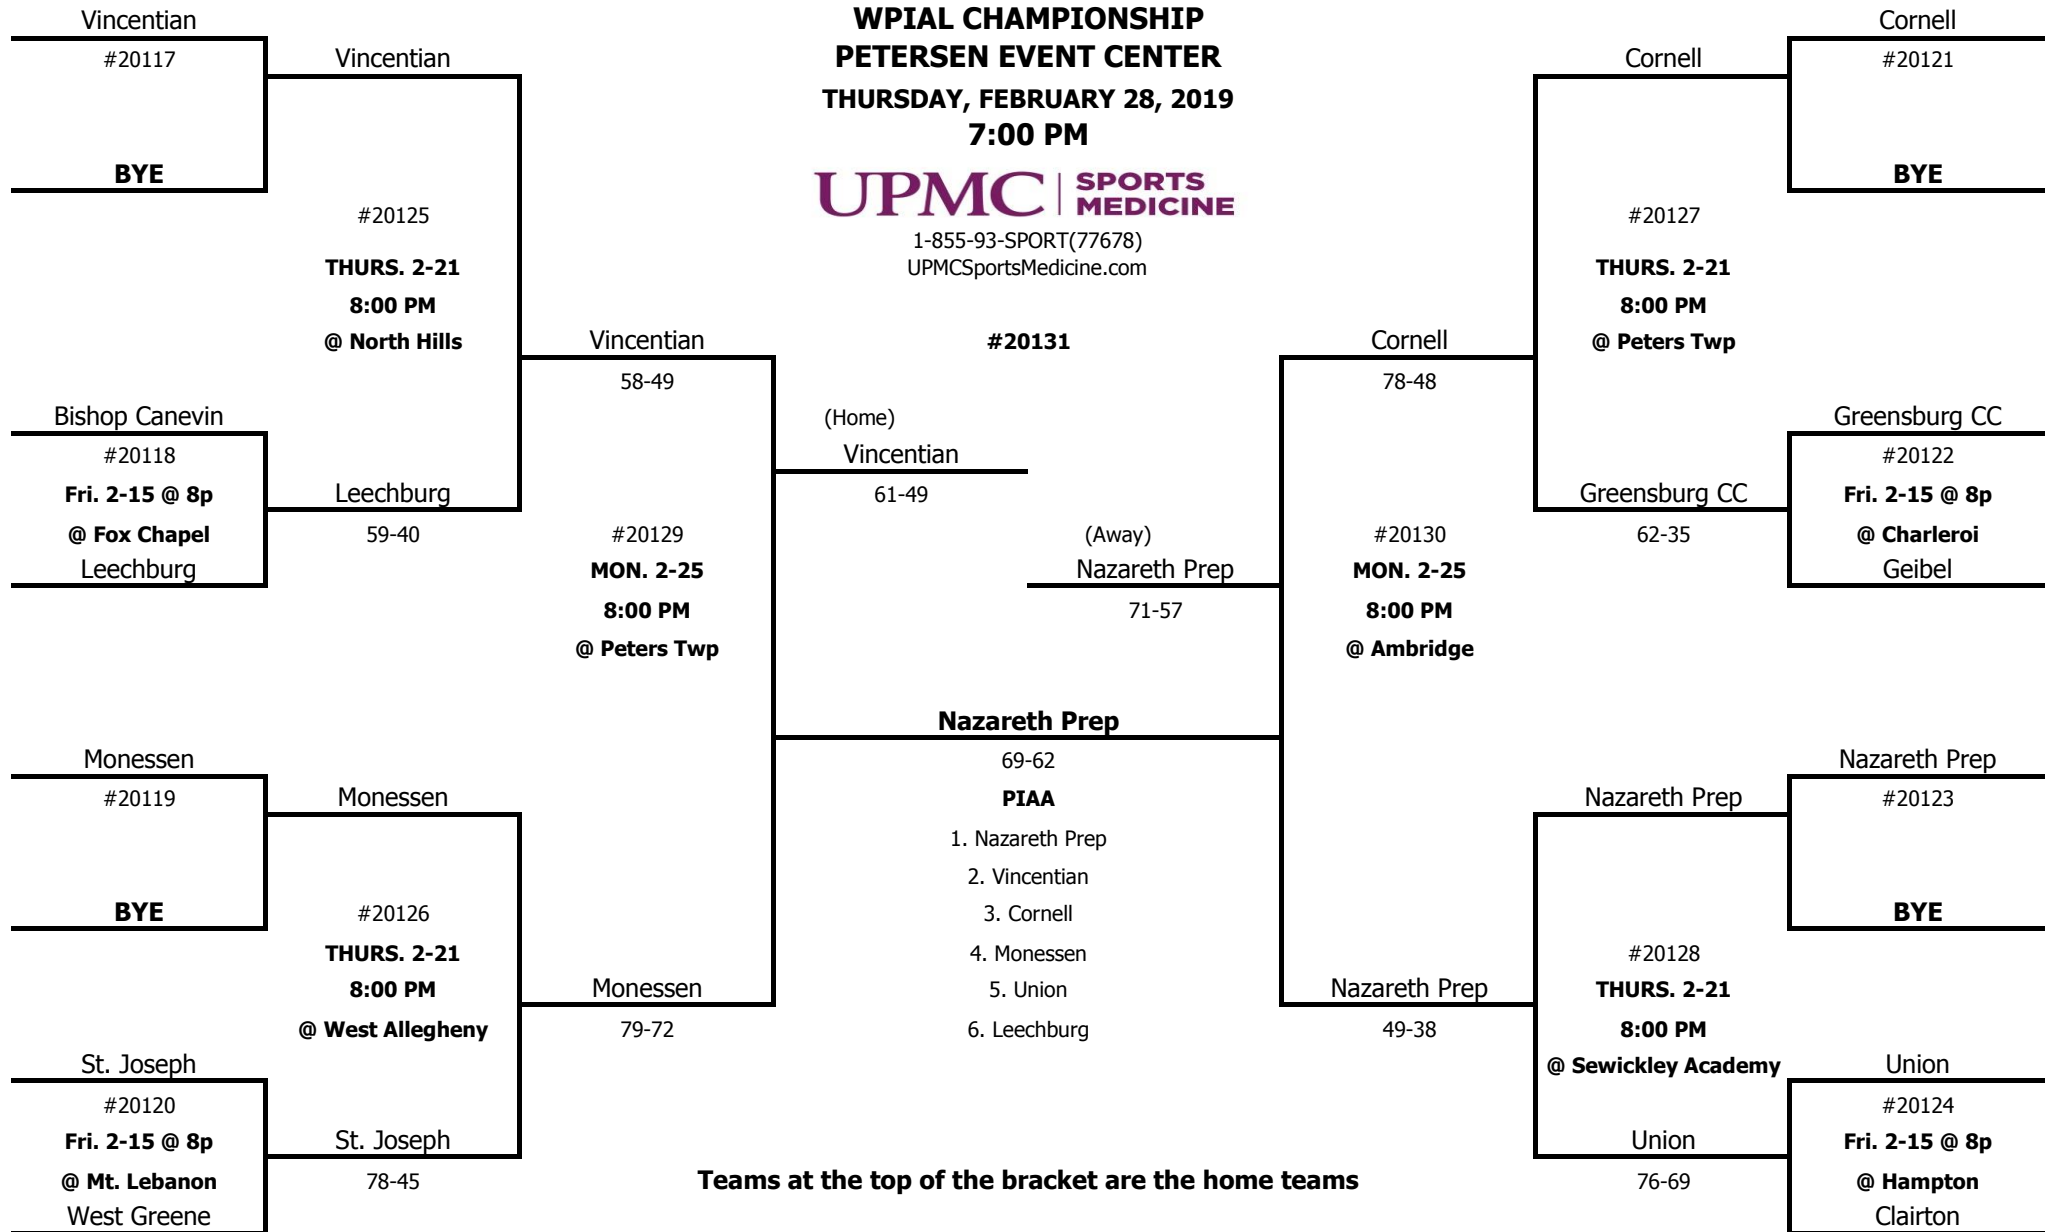 WPIAL CHAMPIONSHIP
PETERSEN EVENT CENTER
THURSDAY, FEBRUARY 28, 2019
7:00 PM
UPMC | SPORTS MEDICINE
1-855-93-SPORT(77678)
UPMCSportsMedicine.com
#20131
Vincentian
#20117
BYE
Bishop Canevin
#20118
Fri. 2-15 @ 8p
@ Fox Chapel
Leechburg
Monessen
#20119
BYE
St. Joseph
#20120
Fri. 2-15 @ 8p
@ Mt. Lebanon
West Greene
Vincentian
#20125
THURS. 2-21
8:00 PM
@ North Hills
Leechburg
59-40
Monessen
#20126
THURS. 2-21
8:00 PM
@ West Allegheny
St. Joseph
78-45
Vincentian
58-49
#20129
MON. 2-25
8:00 PM
@ Peters Twp
Monessen
79-72
(Home)
Vincentian
61-49
(Away)
Nazareth Prep
71-57
Nazareth Prep
69-62
PIAA
1. Nazareth Prep
2. Vincentian
3. Cornell
4. Monessen
5. Union
6. Leechburg
Teams at the top of the bracket are the home teams
Cornell
78-48
#20130
MON. 2-25
8:00 PM
@ Ambridge
Nazareth Prep
49-38
Cornell
#20127
THURS. 2-21
8:00 PM
@ Peters Twp
Greensburg CC
62-35
Nazareth Prep
#20128
THURS. 2-21
8:00 PM
@ Sewickley Academy
Union
76-69
Cornell
#20121
BYE
Greensburg CC
#20122
Fri. 2-15 @ 8p
@ Charleroi
Geibel
Nazareth Prep
#20123
BYE
Union
#20124
Fri. 2-15 @ 8p
@ Hampton
Clairton